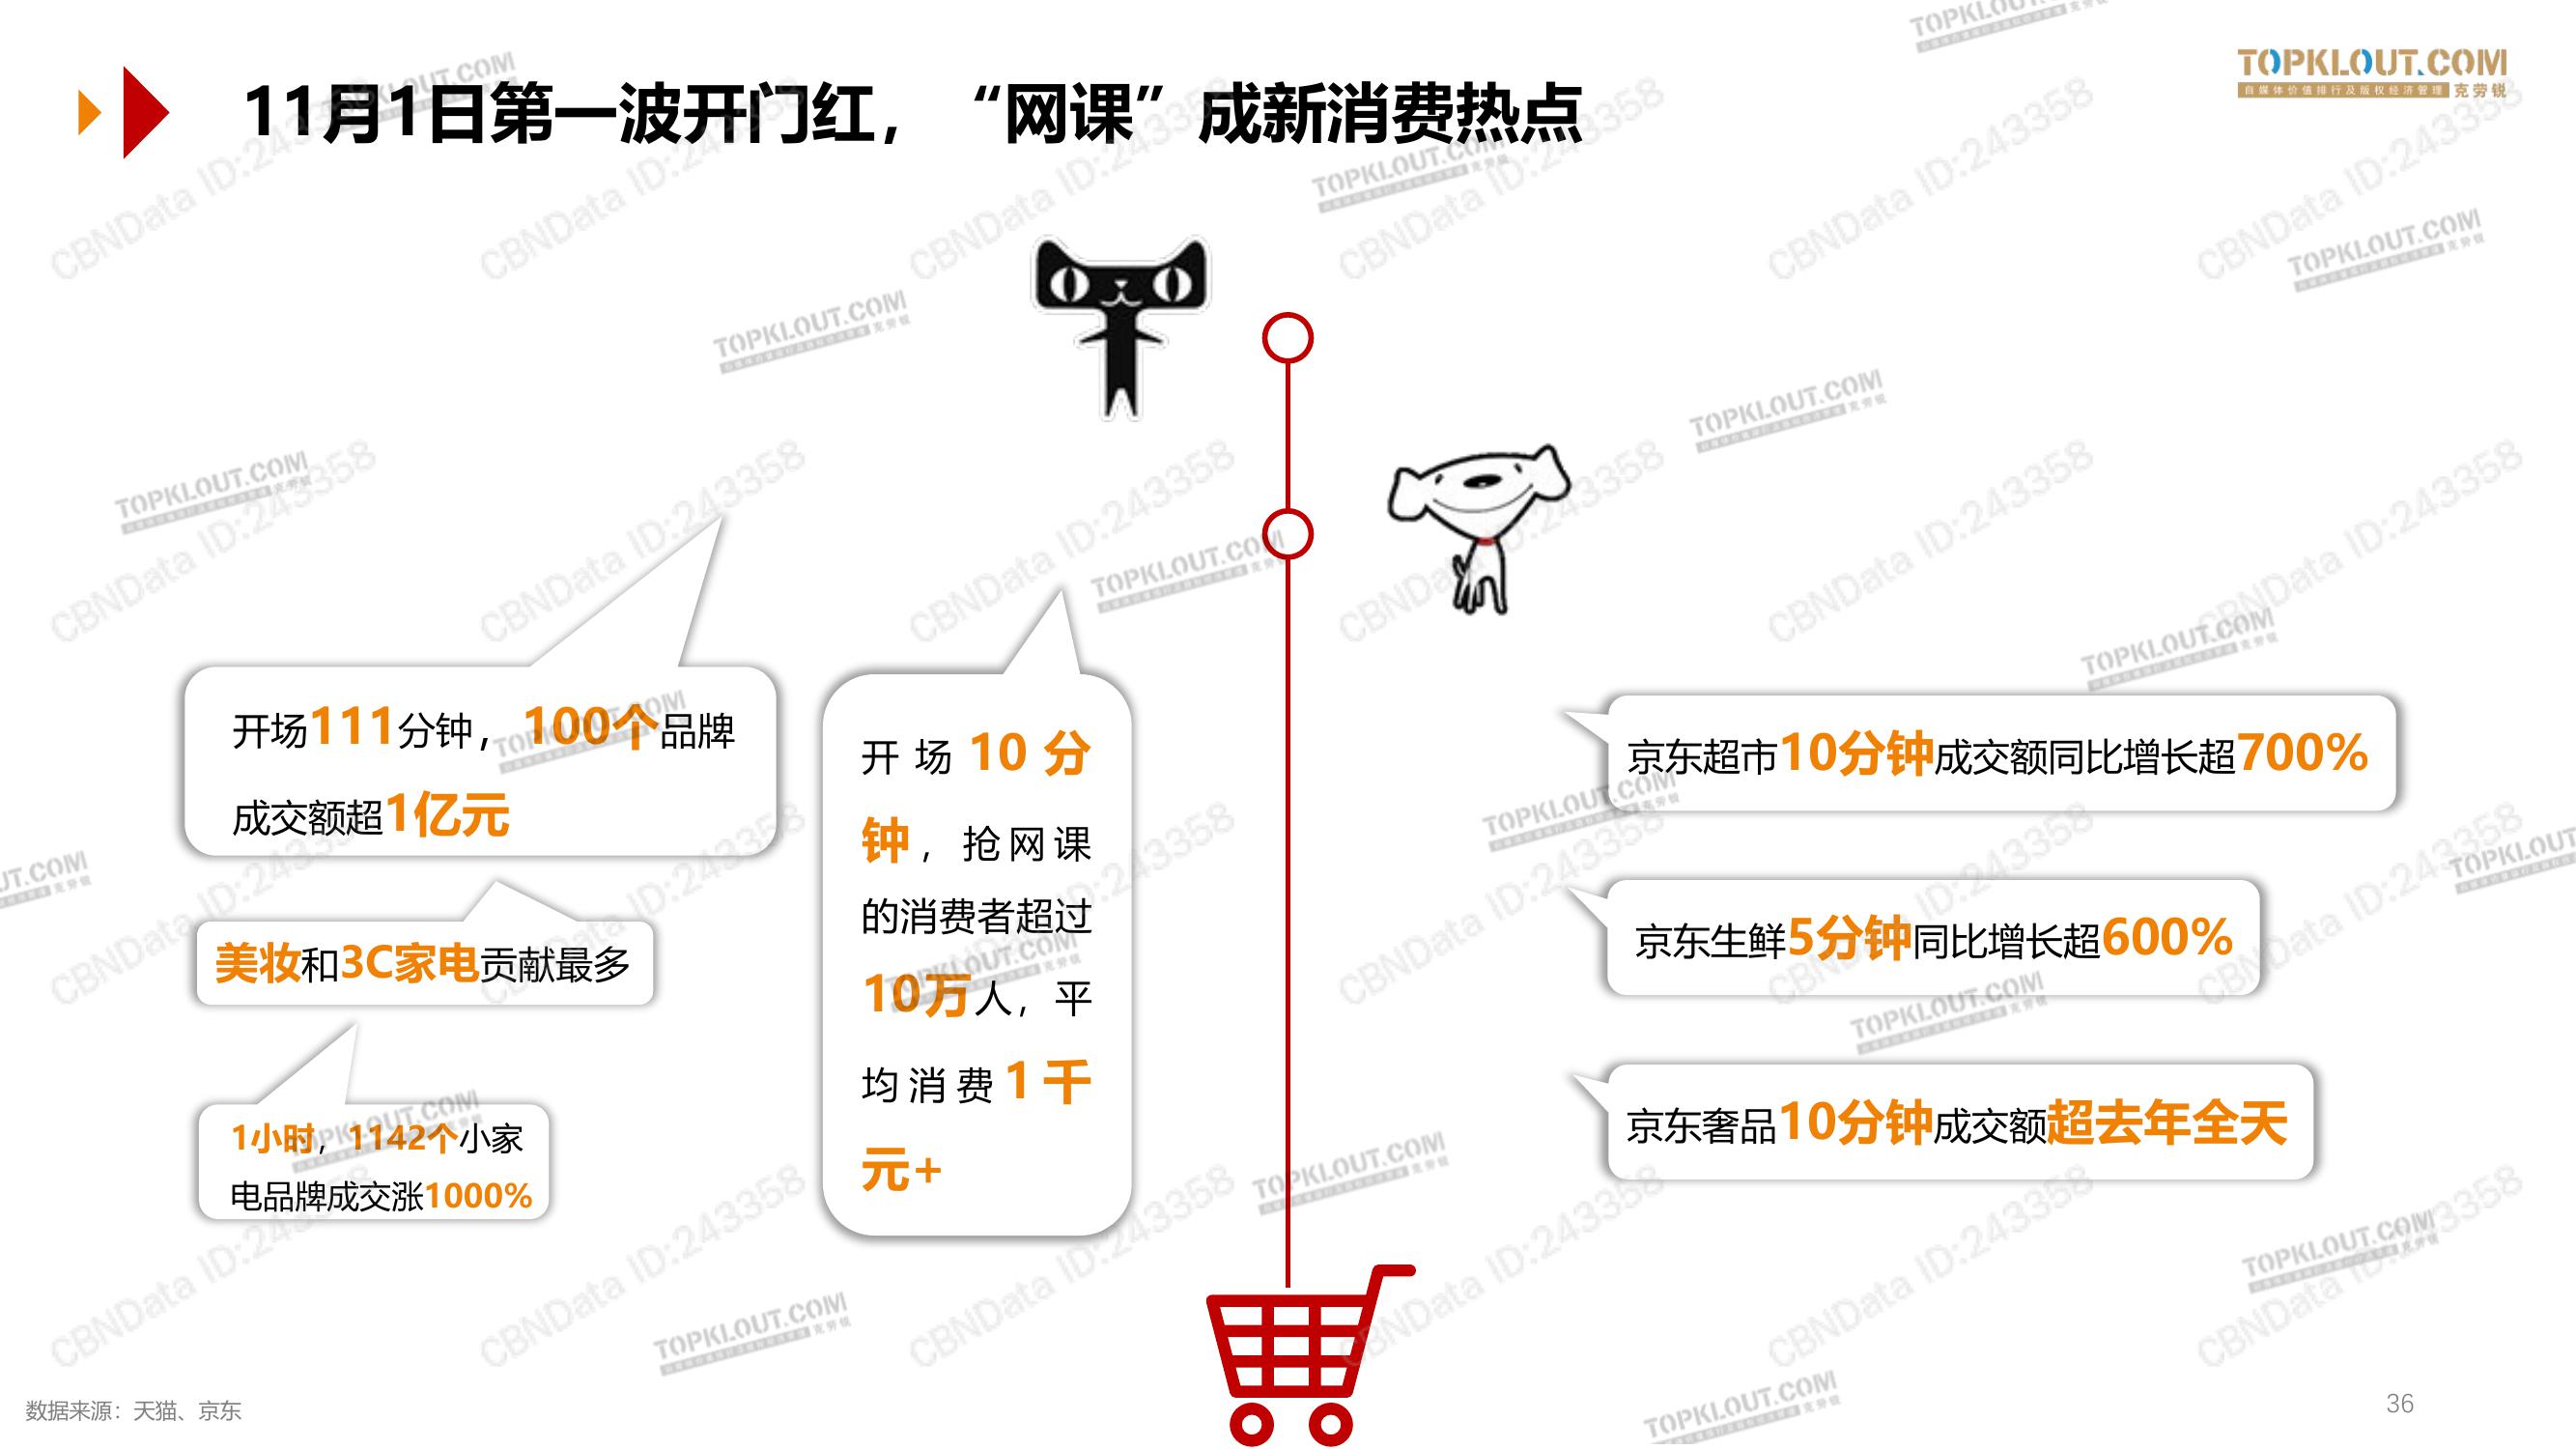 11月1日第一波开门红，“网课”成新消费热点
TOPKLOUT.COM
自媒体价值排行及版权经济管理 克劳锐
开场111分钟，100个品牌
成交额超1亿元
美妆和3C家电贡献最多
1小时，1142个小家
电品牌成交涨1000%
开场10分
钟，抢网课
的消费者超过
10万人，平
均消费1千
元+
京东超市10分钟成交额同比增长超700%
京东生鲜5分钟同比增长超600%
京东奢品10分钟成交额超去年全天
数据来源：天猫、京东
36
CBNData ID:243358